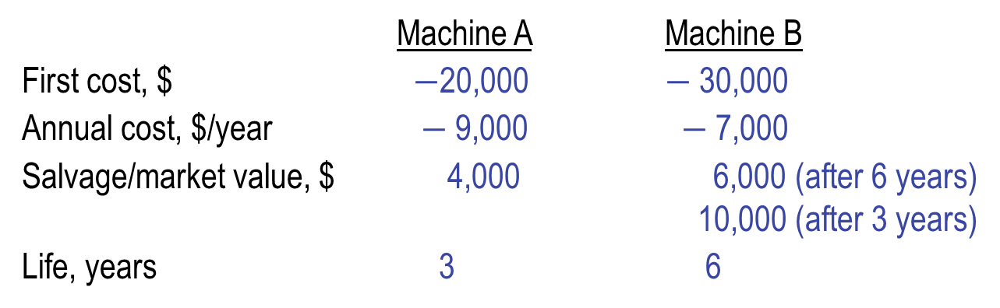 Machine A Machine B
First cost, $ —20,000 — 30,000
Annual cost, $/year — 9,000 — 7,000
Salvage/market value, $ 4,000 6,000 (after 6 years)
10,000 (after 3 years)
Life, years 3 6